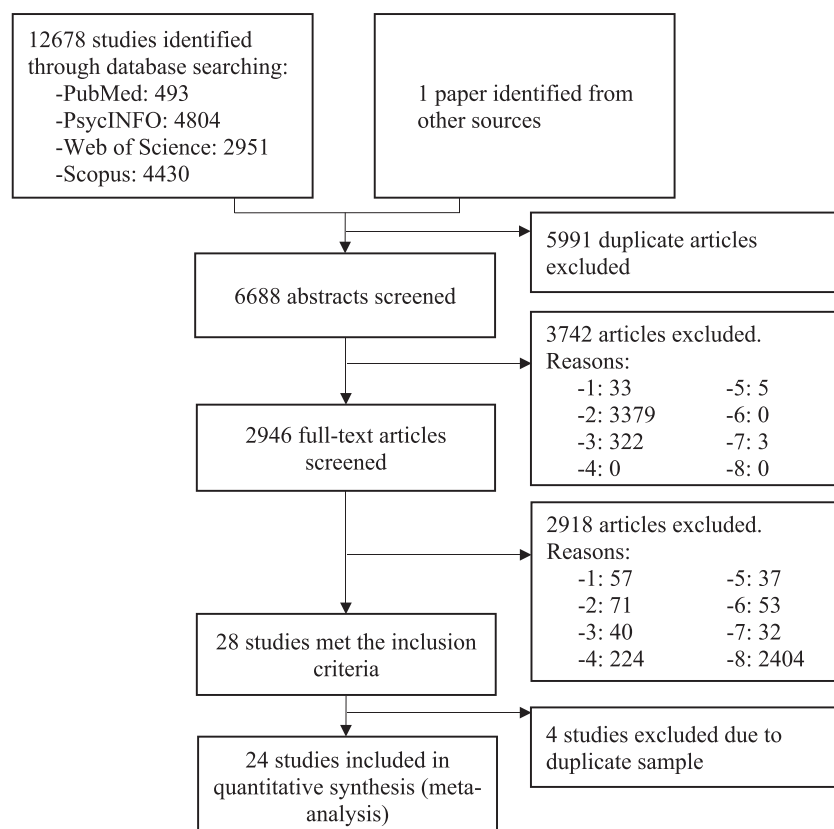 12678 studies identified
through database searching:
-PubMed: 493
-PsycINFO: 4804
-Web of Science: 2951
-Scopus: 4430
1 paper identified from
other sources
5991 duplicate articles
excluded
6688 abstracts screened
3742 articles excluded.
Reasons:
-1: 33 -5: 5
-2: 3379 -6: 0
-3: 322 -7: 3
-4: 0 -8: 0
2946 full-text articles
screened
2918 articles excluded.
Reasons:
-1: 57 -5: 37
-2: 71 -6: 53
-3: 40 -7: 32
-4: 224 -8: 2404
28 studies met the inclusion
criteria
4 studies excluded due to
duplicate sample
24 studies included in
quantitative synthesis (meta-
analysis)